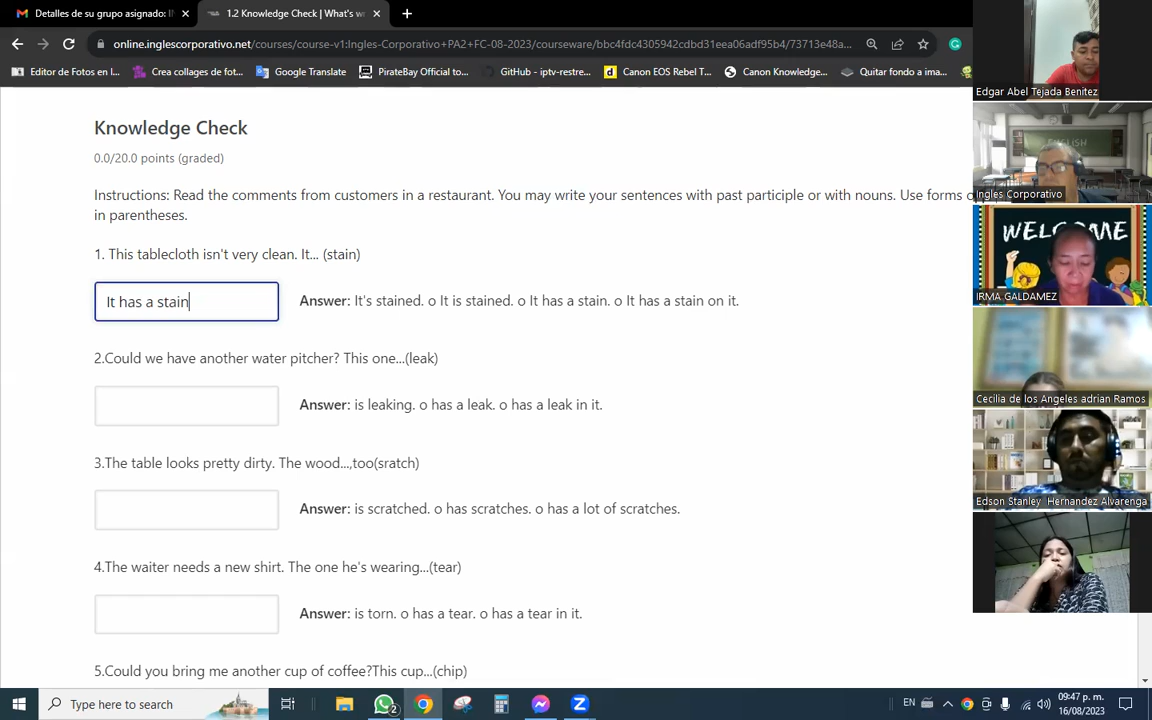 Detalles de su grupo asignado: I
1.2 Knowledge Check | What's w
online.inglescorporativo.net/courses/course-v1:Ingles-Corporativo+PA2+FC-08-2023/courseware/bbc4fdc4305942cdbd31eea06adf95b4/73713e48a...
Editor de Fotos en l...
Crea collages de fot...
Google Translate
PirateBay Official to...
GitHub - iptv-restre...
Canon EOS Rebel T...
Canon Knowledge...
Quitar fondo a ima...
Knowledge Check
0.0/20.0 points (graded)
Instructions: Read the comments from customers in a restaurant. You may write your sentences with past participle or with nouns. Use forms
in parentheses.
1. This tablecloth isn't very clean. It... (stain)
It has a stain
Answer: It's stained. o It is stained. o It has a stain. o It has a stain on it.
2.Could we have another water pitcher? This one...(leak)
Answer: is leaking. o has a leak. o has a leak in it.
3.The table looks pretty dirty. The wood...,too(sratch)
Answer: is scratched. o has scratches. o has a lot of scratches.
4.The waiter needs a new shirt. The one he's wearing...(tear)
Answer: is torn. o has a tear. o has a tear in it.
5.Could you bring me another cup of coffee?This cup...(chip)
Edgar Abel Tejada Benitez
ENGLISH
Ingles Corporativo
WELCOME
IRMA GALDAMEZ
Cecilia de los Angeles adrian Ramos
Edson Stanley Hernandez Alvarenga
Type here to search
2
EN
09:47 p. m.
16/08/2023